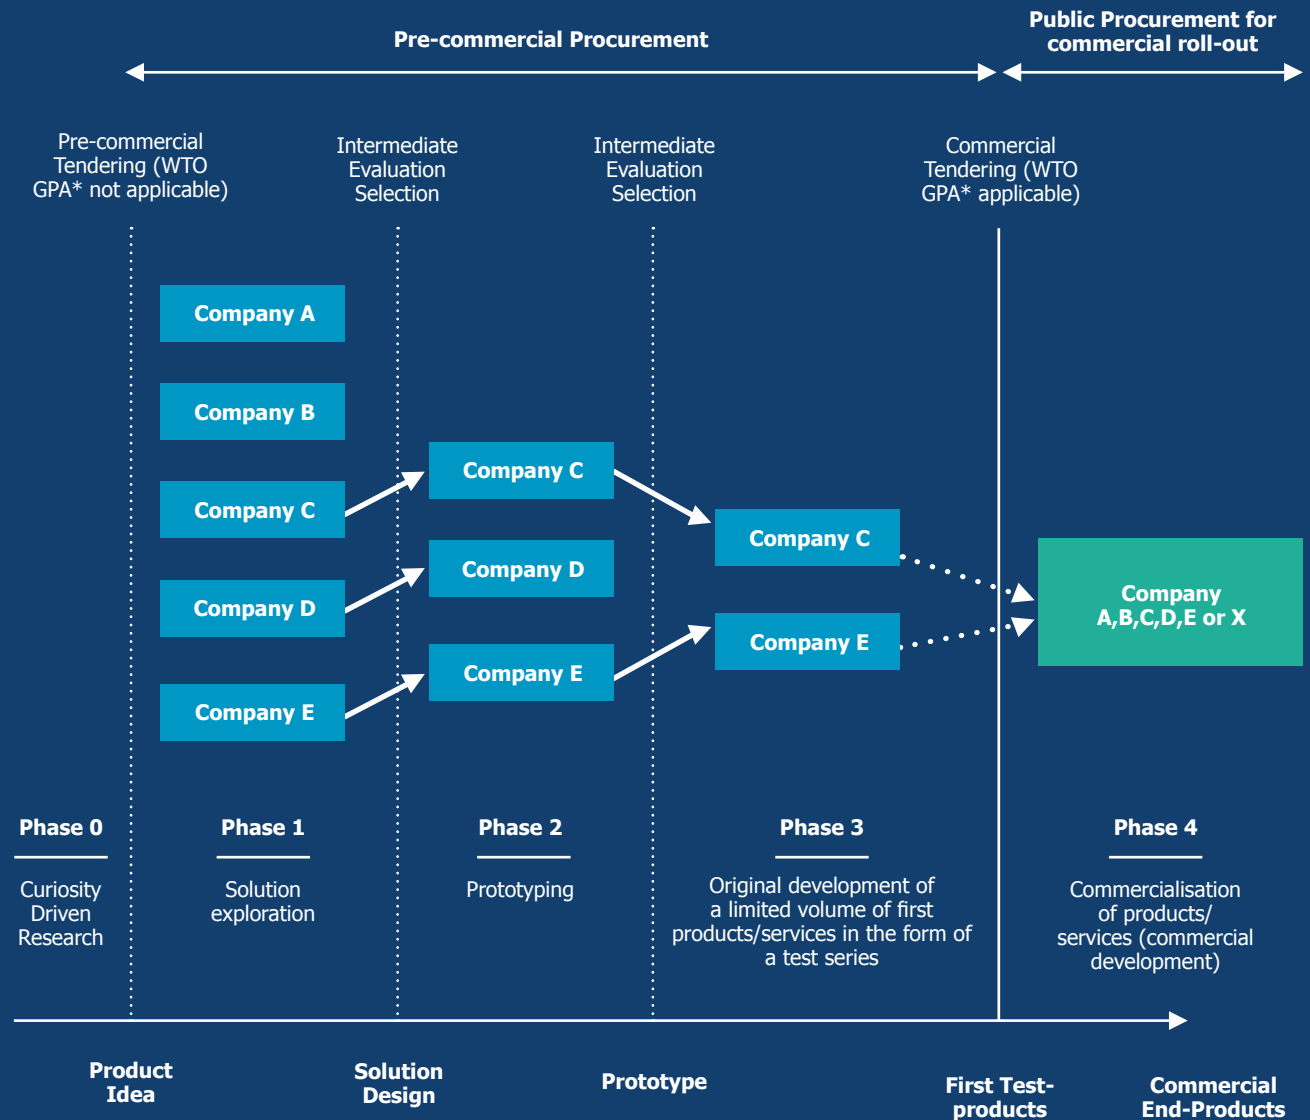 Pre-commercial Procurement
Public Procurement for
commercial roll-out
Pre-commercial
Tendering (WTO
GPA* not applicable)
Intermediate
Evaluation
Selection
Intermediate
Evaluation
Selection
Commercial
Tendering (WTO
GPA* applicable)
Company A
Company B
Company C
Company D
Company E
Company C
Company D
Company E
Company C
Company E
Company
A,B,C,D,E or X
Phase 0
Curiosity
Driven
Research
Phase 1
Solution
exploration
Phase 2
Prototyping
Phase 3
Original development of
a limited volume of first
products/services in the form of
a test series
Phase 4
Commercialisation
of products/
services (commercial
development)
Product
Idea
Solution
Design
Prototype
First Test-
products
Commercial
End-Products